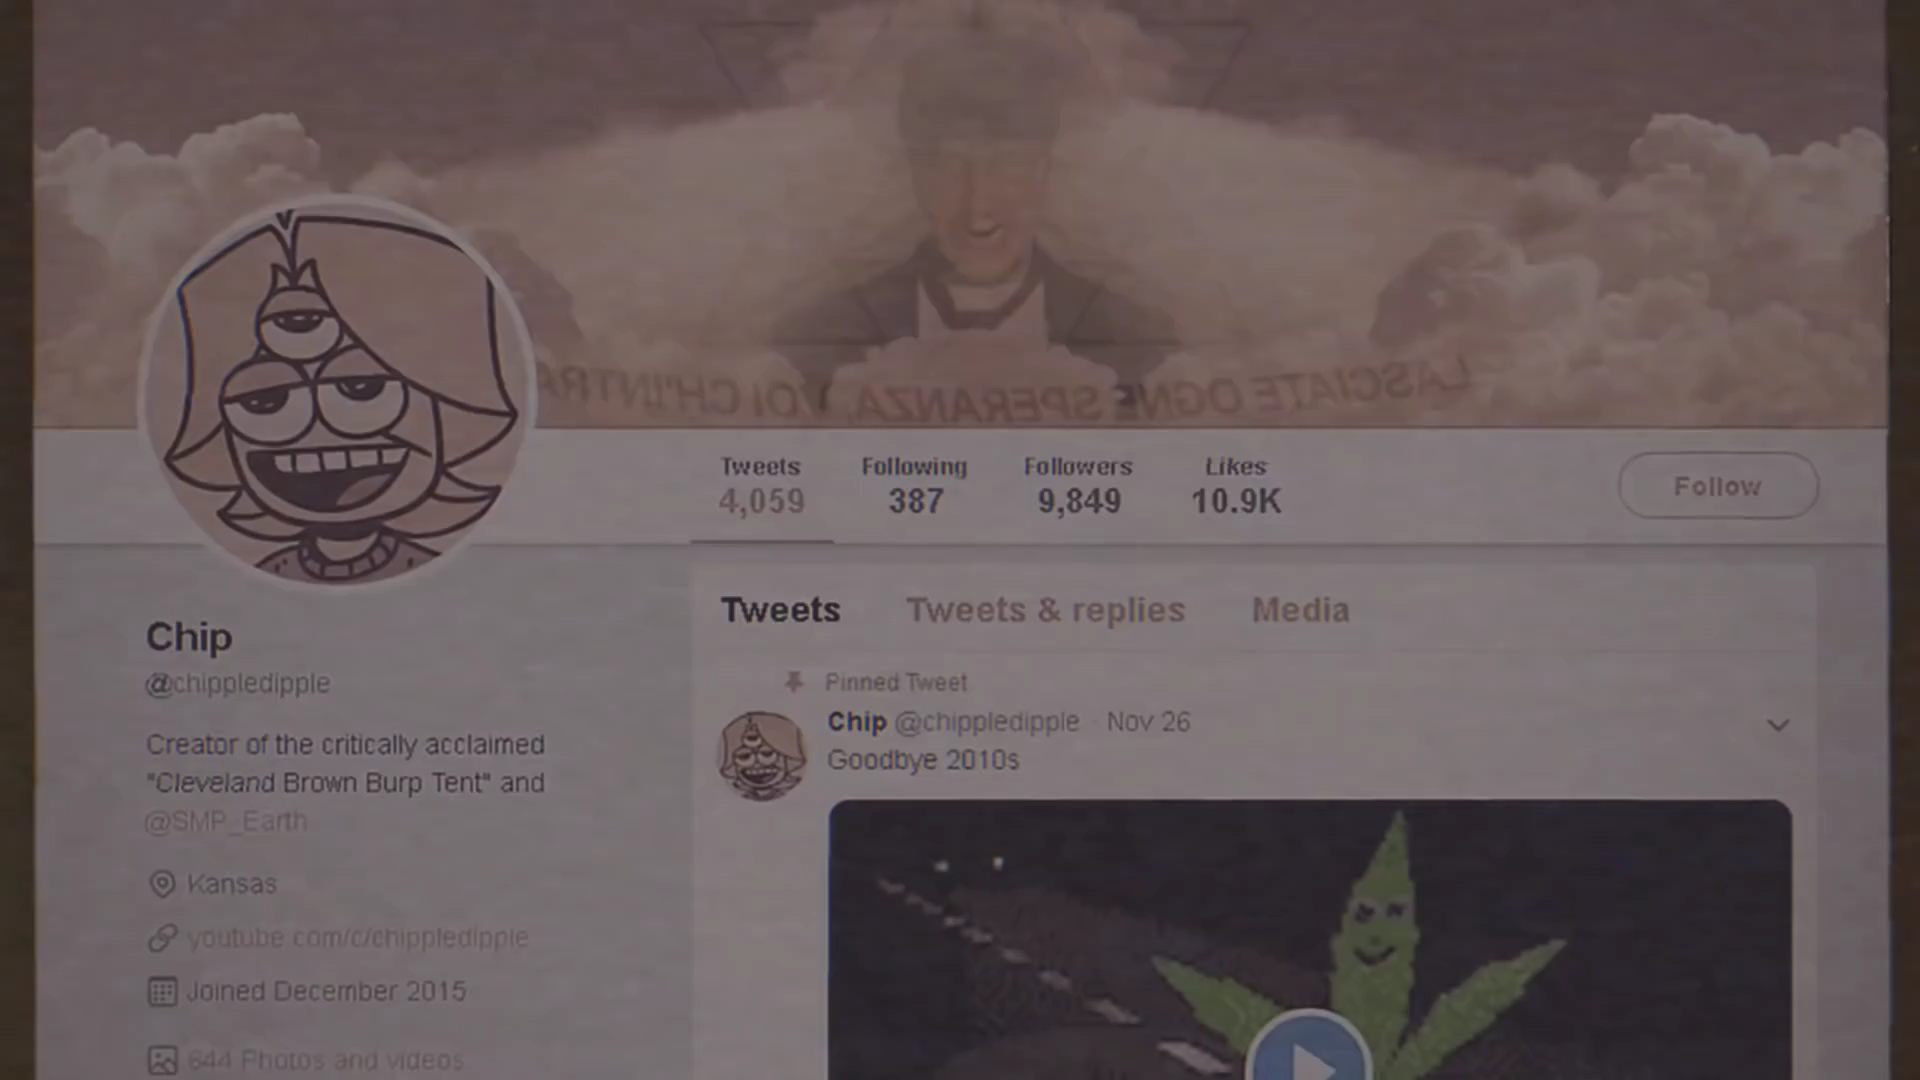 LASCIATE OGNE SPERANZA, VOI CH'INTRA
Tweets Following Followers Likes
4,059 387 9,849 10.9K
Follow
Tweets Tweets & replies Media
Chip
@chippledipple
Creator of the critically acclaimed
"Cleveland Brown Burp Tent" and
@SMP_Earth
Kansas
youtube.com/c/chippledipple
Joined December 2015
644 Photos and videos
Pinned Tweet
Chip @chippledipple · Nov 26
Goodbye 2010s